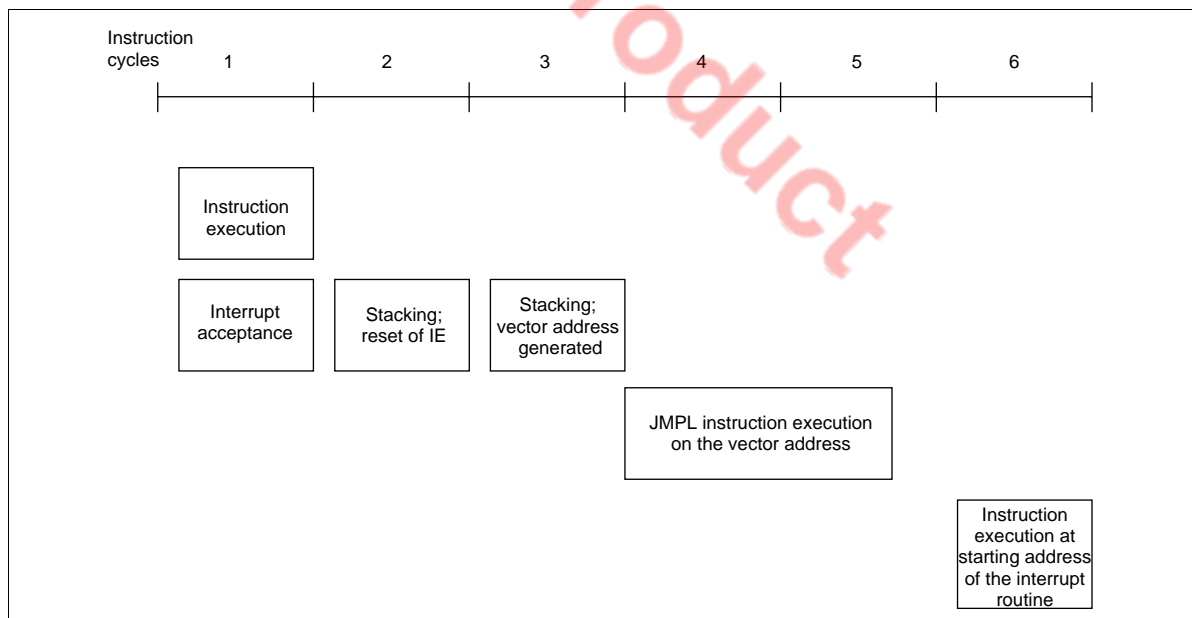 Instruction
cycles 1 2 3 4 5 6
Instruction
execution
Interrupt
acceptance
Stacking;
reset of IE
Stacking;
vector address
generated
JMPL instruction execution
on the vector address
Instruction
execution at
starting address
of the interrupt
routine